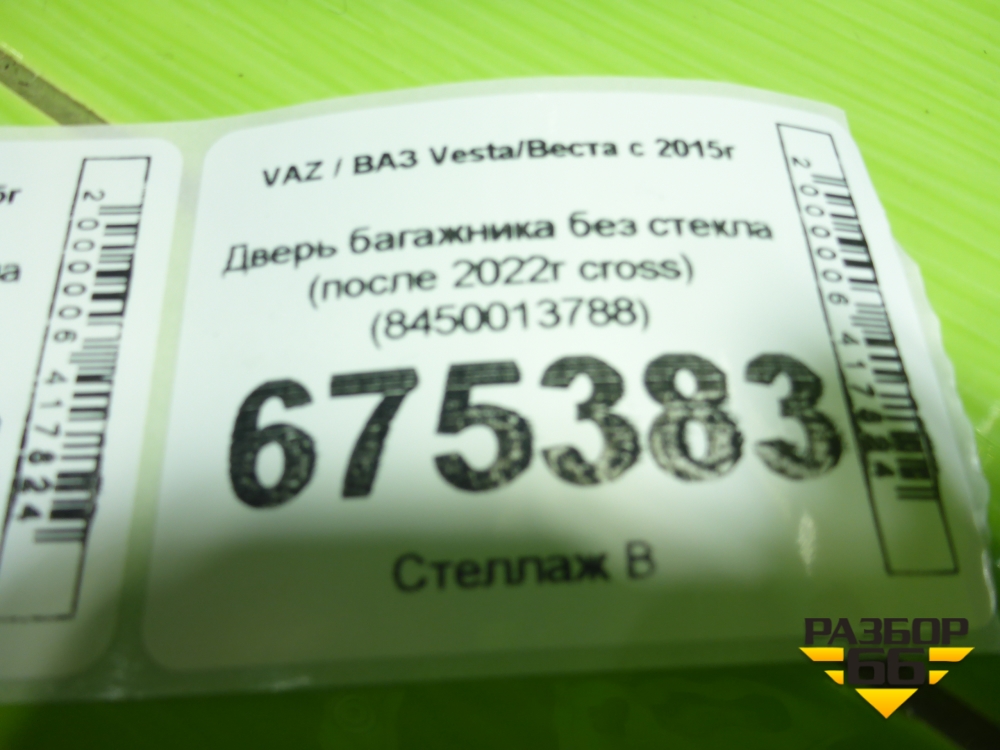 5г
2000006417824
VAZ / ВАЗ Vesta/Веста с 2015г
Дверь багажника без стекла
(после 2022г cross)
(8450013788)
675383
Стеллаж В
2000006417824
РАЗБОР
66